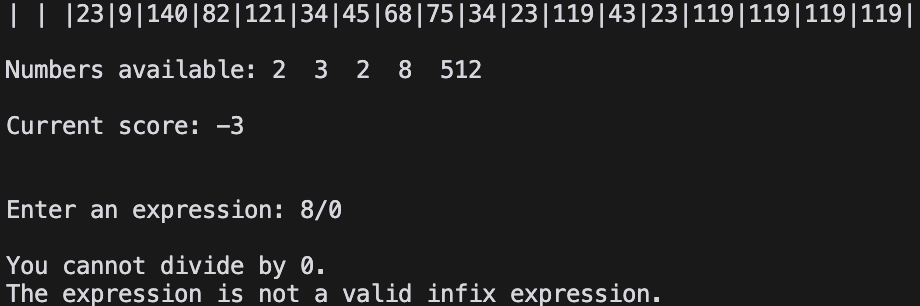 | | |23|9|140|82|121|34|45|68|75|34|23|119|43|23|119|119|119|119|
Numbers available: 2  3  2  8  512
Current score: -3
Enter an expression: 8/0
You cannot divide by 0.
The expression is not a valid infix expression.